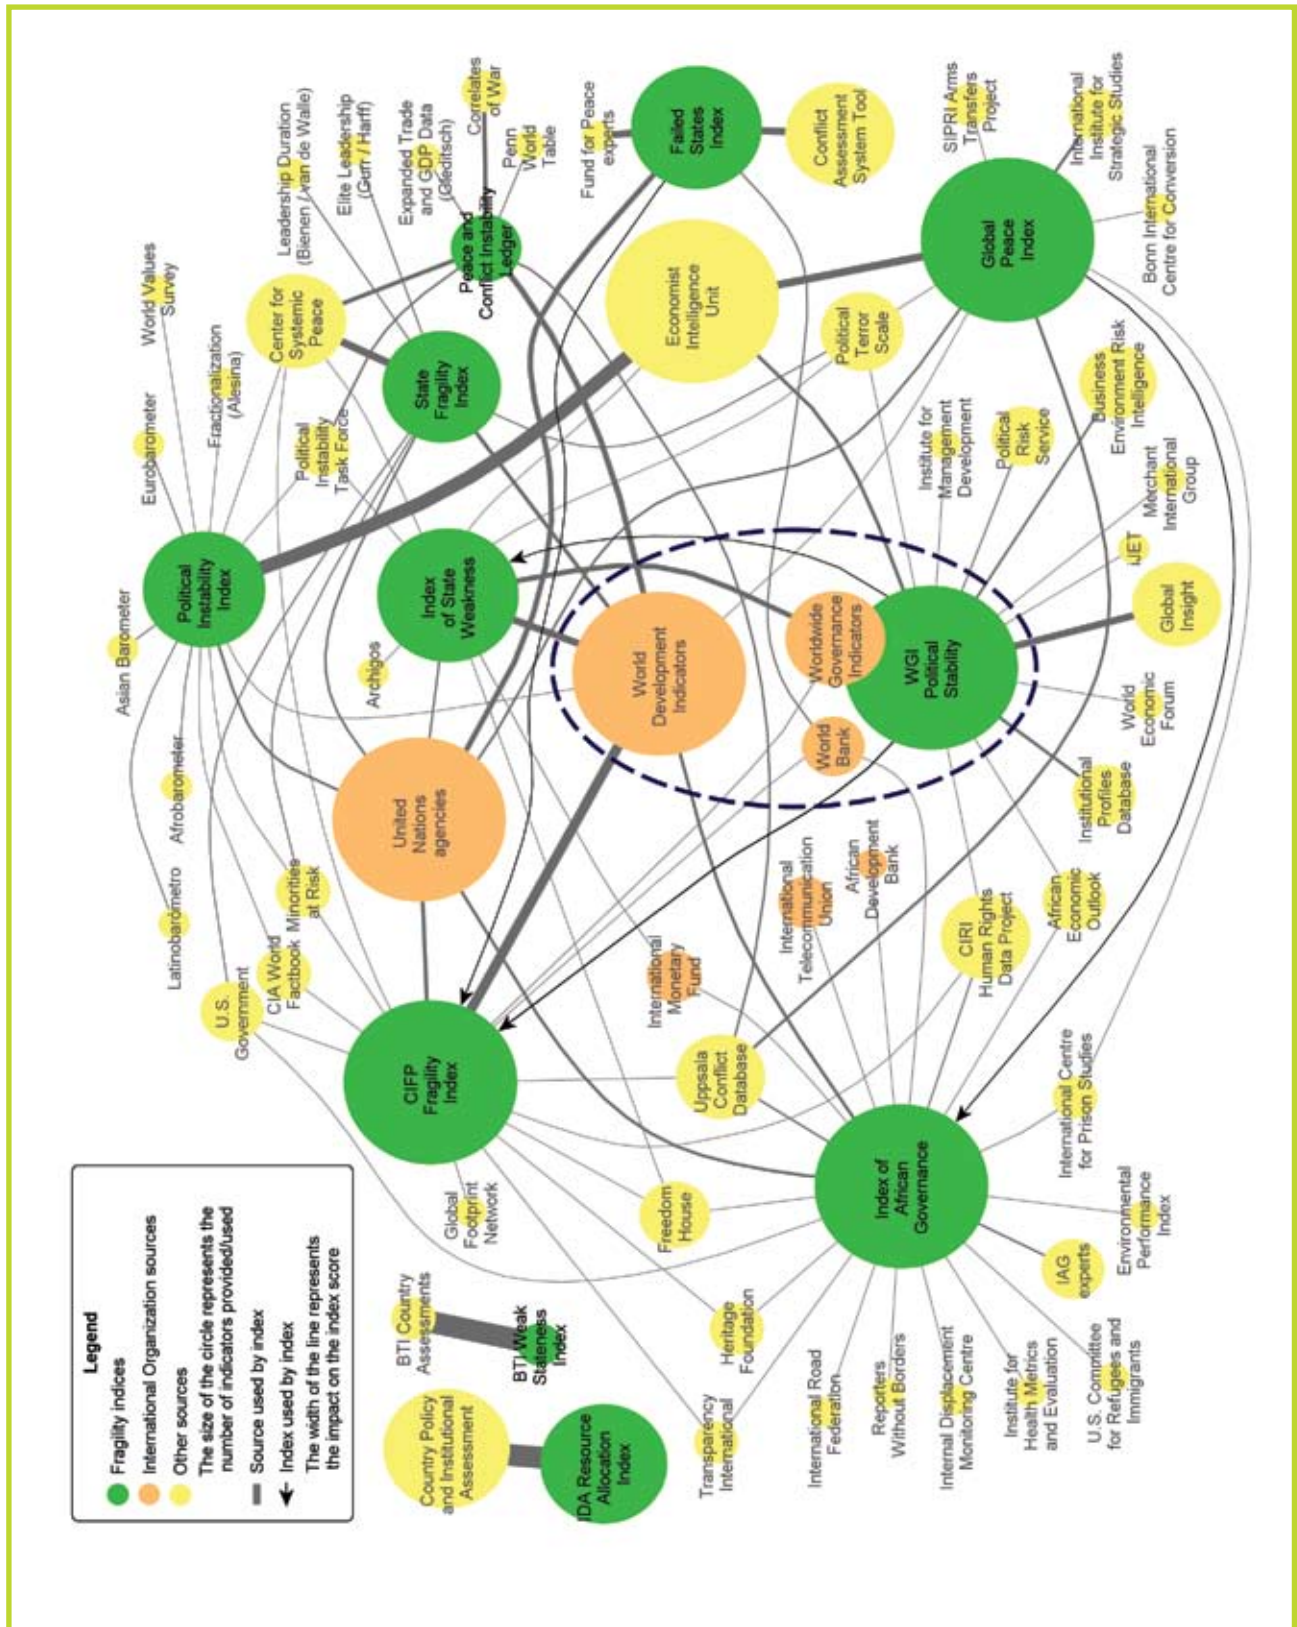 Legend
Fragility indices
International Organization sources
Other sources
The size of the circle represents the
number of indicators provided/used
Source used by index
Index used by index
The width of the line represents
the impact on the index score
Country Policy
and Institutional
Assessment
IDA Resource
Allocation
Index
BTI Country
Assessments
BTI Weak
Stateness
Index
Global
Footprint
Network
Transparency
International
Heritage
Foundation
Freedom
House
International Road
Federation
Reporters
Without Borders
Internal Displacement
Monitoring Centre
Institute for
Health Metrics
and Evaluation
U.S. Committee
for Refugees and
Immigrants
IAG
experts
Environmental
Performance
Index
International Centre
for Prison Studies
Index of
African
Governance
CIFP
Fragility
Index
Uppsala
Conflict
Database
U.S.
Government
CIA World
Factbook
Minorities
at Risk
Latinobarómetro
Afrobarometer
Asian Barometer
Eurobarometer
World Values
Survey
Fractionalization
(Alesina)
Political
Instability
Index
Political
Instability
Task Force
Center for
Systemic
Peace
Leadership Duration
(Bienen / van de Walle)
Elite Leadership
(Gurr / Harff)
Expanded Trade
and GDP Data
(Gleditsch)
Correlates
of War
Penn
World
Table
Peace and
Conflict Instability
Ledger
State
Fragility
Index
Index
of State
Weakness
Archigos
United
Nations
agencies
World
Development
Indicators
Worldwide
Governance
Indicators
World
Bank
WGI
Political
Stability
International
Monetary
Fund
International
Telecommunication
Union
African
Development
Bank
CIRI
Human Rights
Data Project
African
Economic
Outlook
Institutional
Profiles
Database
World
Economic
Forum
Global
Insight
iJET
Merchant
International
Group
Business
Environment Risk
Intelligence
Political
Risk
Service
Institute for
Management
Development
Political
Terror
Scale
Economist
Intelligence
Unit
Fund for Peace
experts
Failed
States
Index
Conflict
Assessment
System Tool
Global
Peace
Index
SIPRI Arms
Transfers
Project
International
Institute for
Strategic Studies
Bonn International
Centre for Conversion